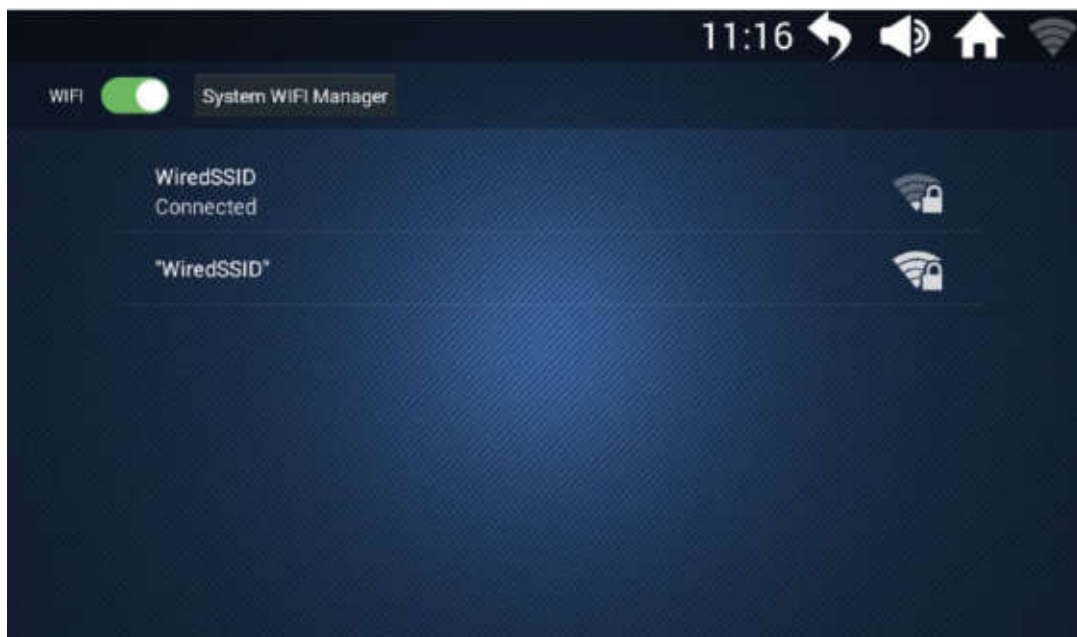 11:16
WIFI System WIFI Manager
WiredSSID
Connected
"WiredSSID"